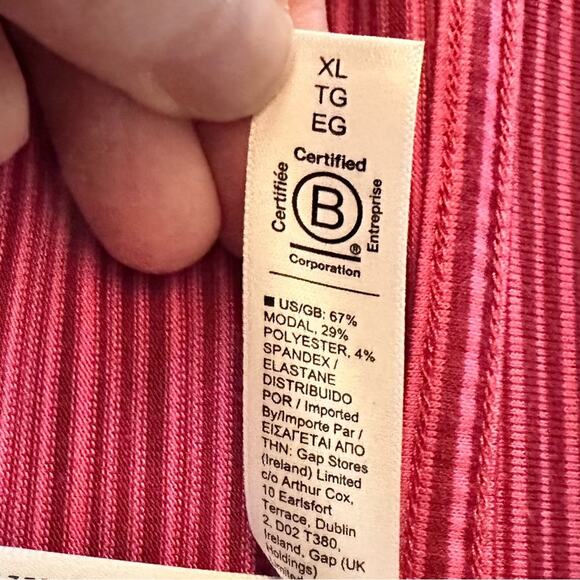 XL
TG
EG
Certified
Certifiée
B
®
Entreprise
Corporation
US/GB: 67%
MODAL, 29%
POLYESTER, 4%
SPANDEX /
ELASTANE
DISTRIBUIDO
POR / Imported
By/Importe Par /
ΕΙΣΑΓΕΤΑΙ ΑΠΟ
ΤΗΝ: Gap Stores
(Ireland) Limited
c/o Arthur Cox,
10 Earlsfort
Terrace, Dublin
2, D02 T380,
Ireland, Gap (UK
Holdings)
Limited